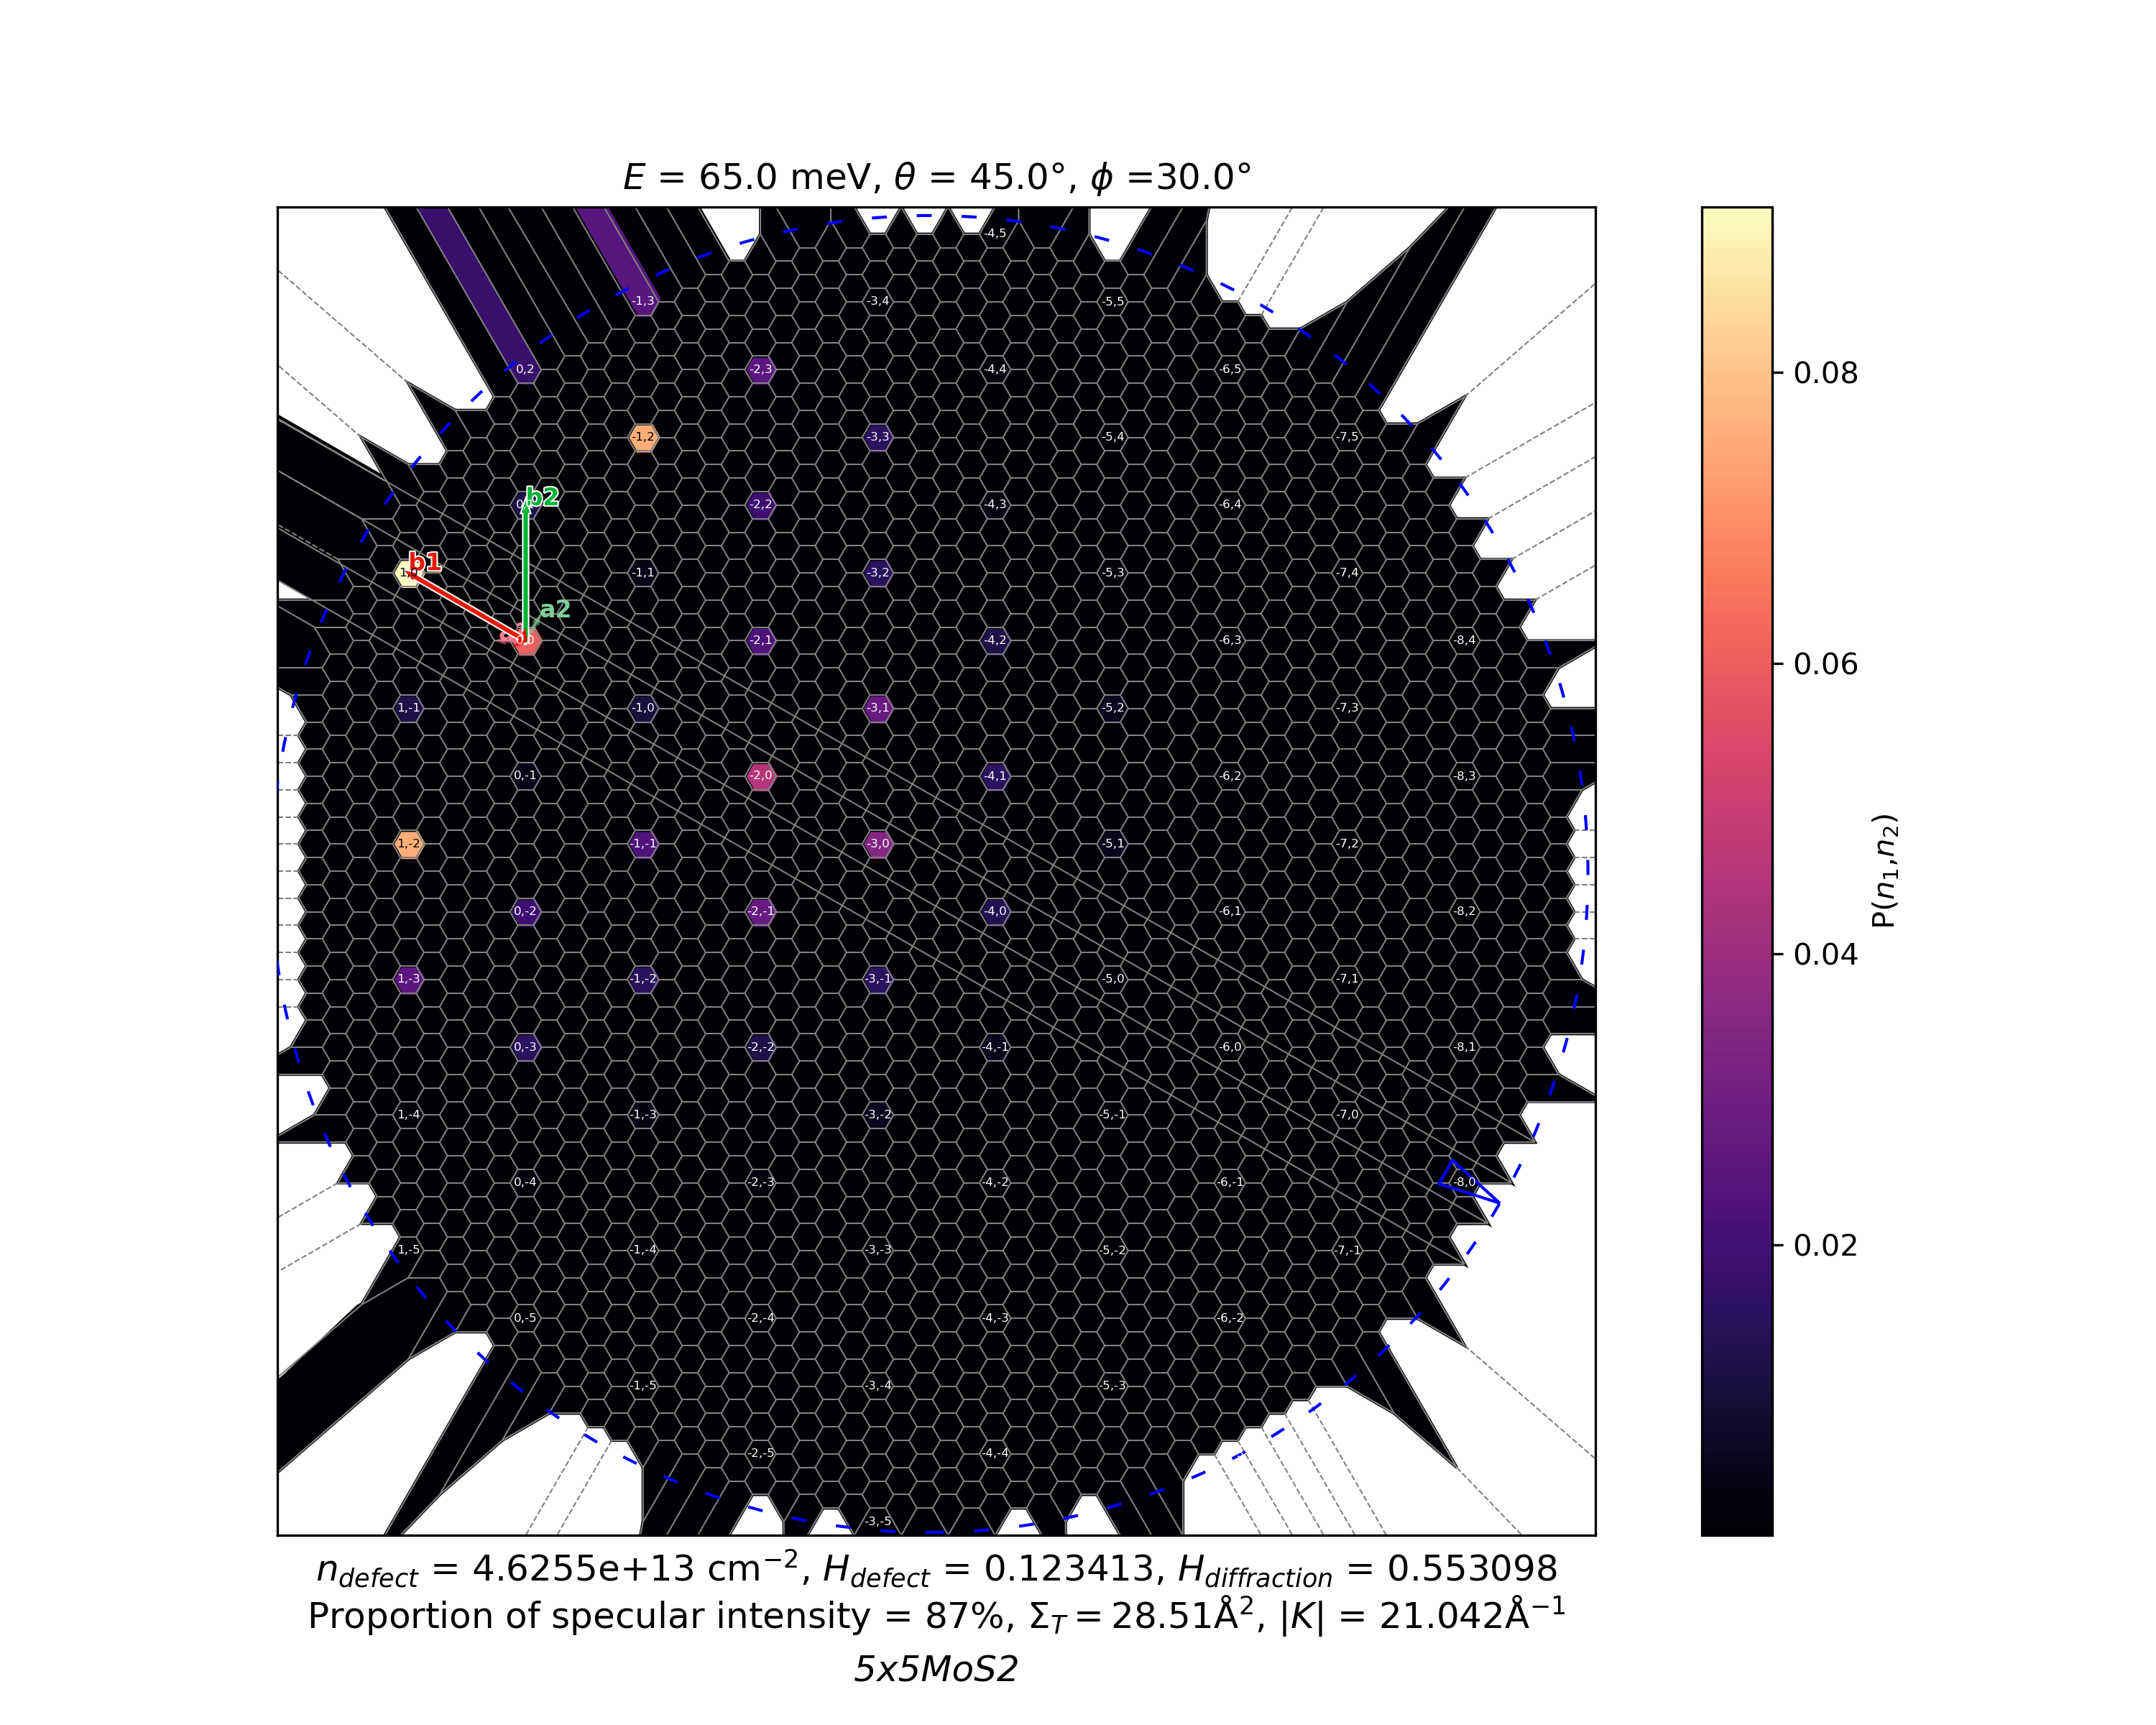 E = 65.0 meV, θ = 45.0°, ϕ =30.0°
-4,5
-1,3 -3,4 -5,5
0,2 -2,3 -4,4 -6,5
-1,2 -3,3 -5,4 -7,5
b2 -2,2 -4,3 -6,4
b1 -1,1 -3,2 -5,3 -7,4
a2
0,0 -2,1 -4,2 -6,3 -8,4
1,-1 -1,0 -3,1 -5,2 -7,3
0,-1 -2,0 -4,1 -6,2 -8,3
1,-2 -1,-1 -3,0 -5,1 -7,2
0,-2 -2,-1 -4,0 -6,1 -8,2
1,-3 -1,-2 -3,-1 -5,0 -7,1
0,-3 -2,-2 -4,-1 -6,0 -8,1
1,-4 -1,-3 -3,-2 -5,-1 -7,0
0,-4 -2,-3 -4,-2 -6,-1 -8,0
1,-5 -1,-4 -3,-3 -5,-2 -7,-1
0,-5 -2,-4 -4,-3 -6,-2
-1,-5 -3,-4 -5,-3
-2,-5 -4,-4
-3,-5
0.08
0.06
0.04
0.02
P(n₁,n₂)
n_defect = 4.6255e+13 cm⁻², H_defect = 0.123413, H_diffraction = 0.553098
Proportion of specular intensity = 87%, Σ_T = 28.51Å², |K| = 21.042Å⁻¹
5x5MoS2